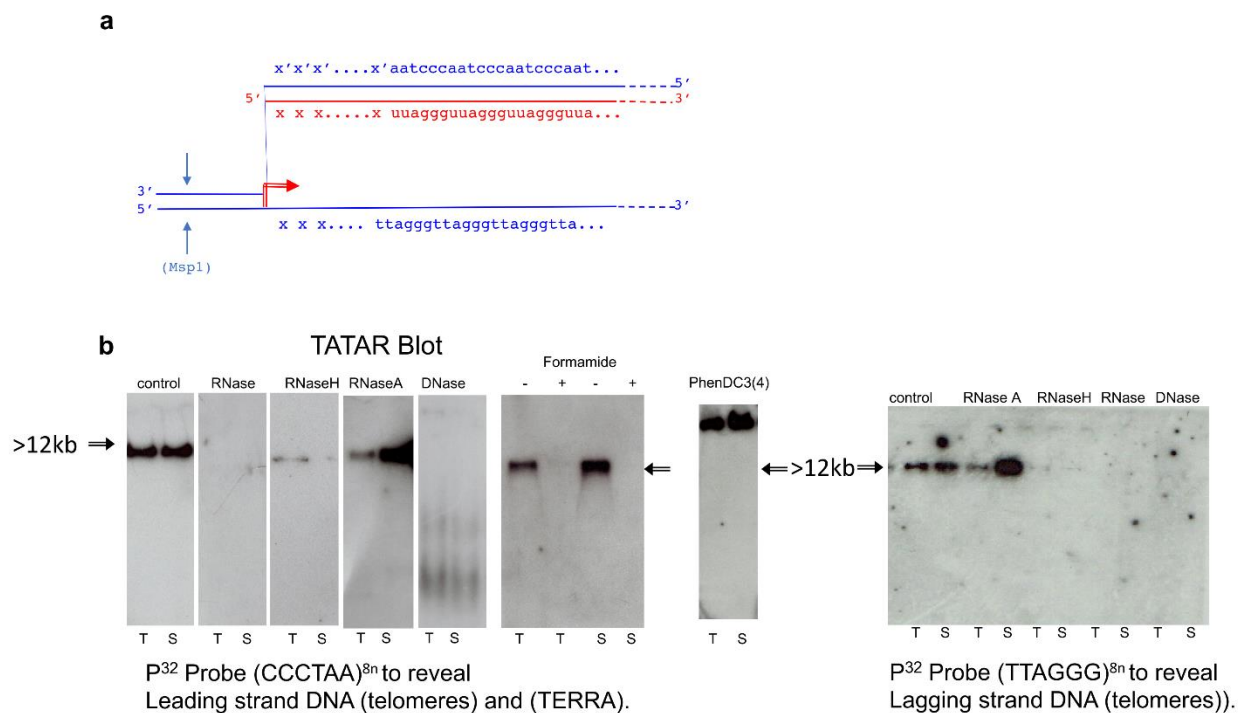 a
x'x'x'....x'aatcccaatcccaatcccaat...
5'
5' 3'
x x x.....x uuaggguuaggguuaggguua...
3'
5' 3'
x x x.... ttagggttagggttagggtta...
(Msp1)
b TATAR Blot
Formamide
control RNase RNaseH RNaseA DNase - + - + PhenDC3(4)
control RNase A RNaseH RNase DNase
>12kb
>12kb
T S T S T S T S T S T T S S T S
T S T S T S T S T S
P32 Probe (CCCTAA)8n to reveal
Leading strand DNA (telomeres) and (TERRA).
P32 Probe (TTAGGG)8n to reveal
Lagging strand DNA (telomeres)).